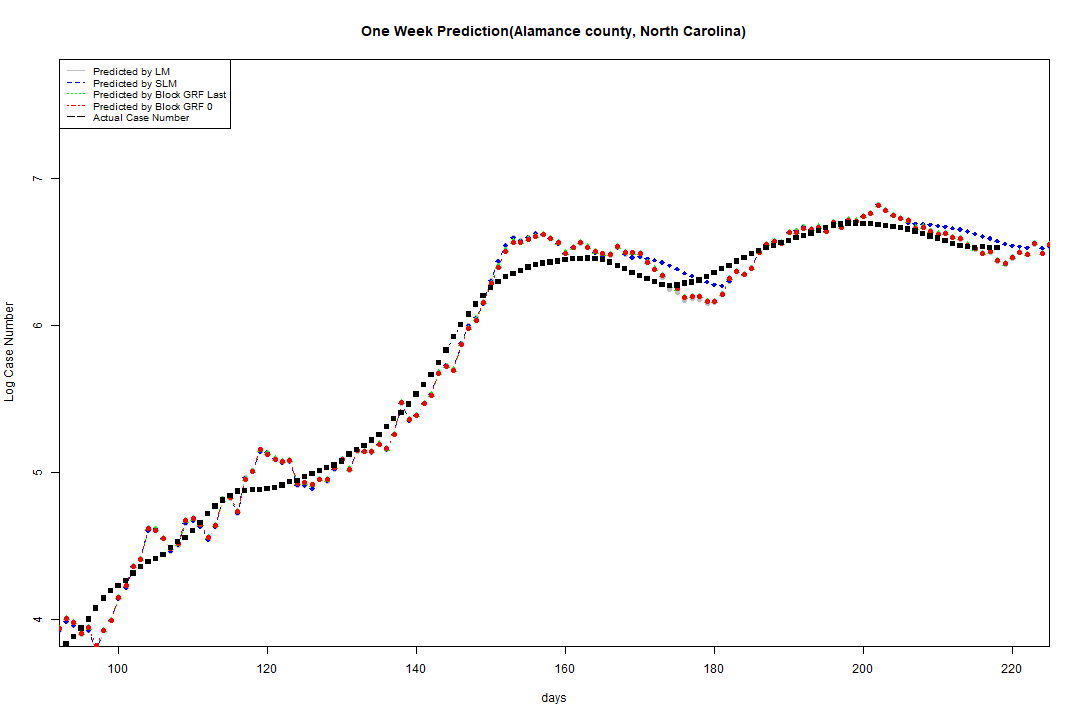 One Week Prediction(Alamance county, North Carolina)
Predicted by LM
Predicted by SLM
Predicted by Block GRF Last
Predicted by Block GRF 0
Actual Case Number
7
6
5
4
Log Case Number
100 120 140 160 180 200 220
days